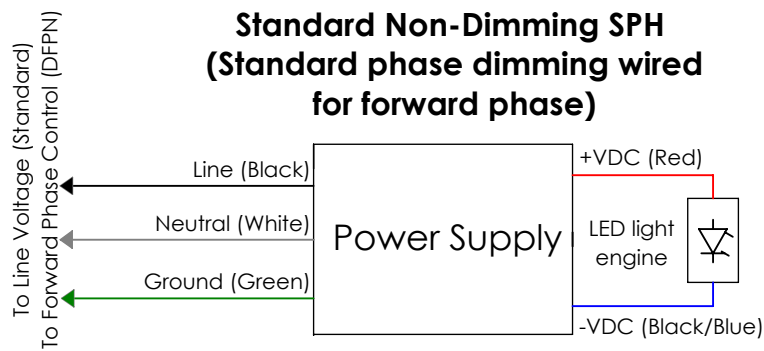 Standard Non-Dimming SPH
(Standard phase dimming wired
for forward phase)
To Line Voltage (Standard)
To Forward Phase Control (DFPN)
Line (Black)
Neutral (White)
Ground (Green)
Power Supply
+VDC (Red)
LED light
engine
-VDC (Black/Blue)